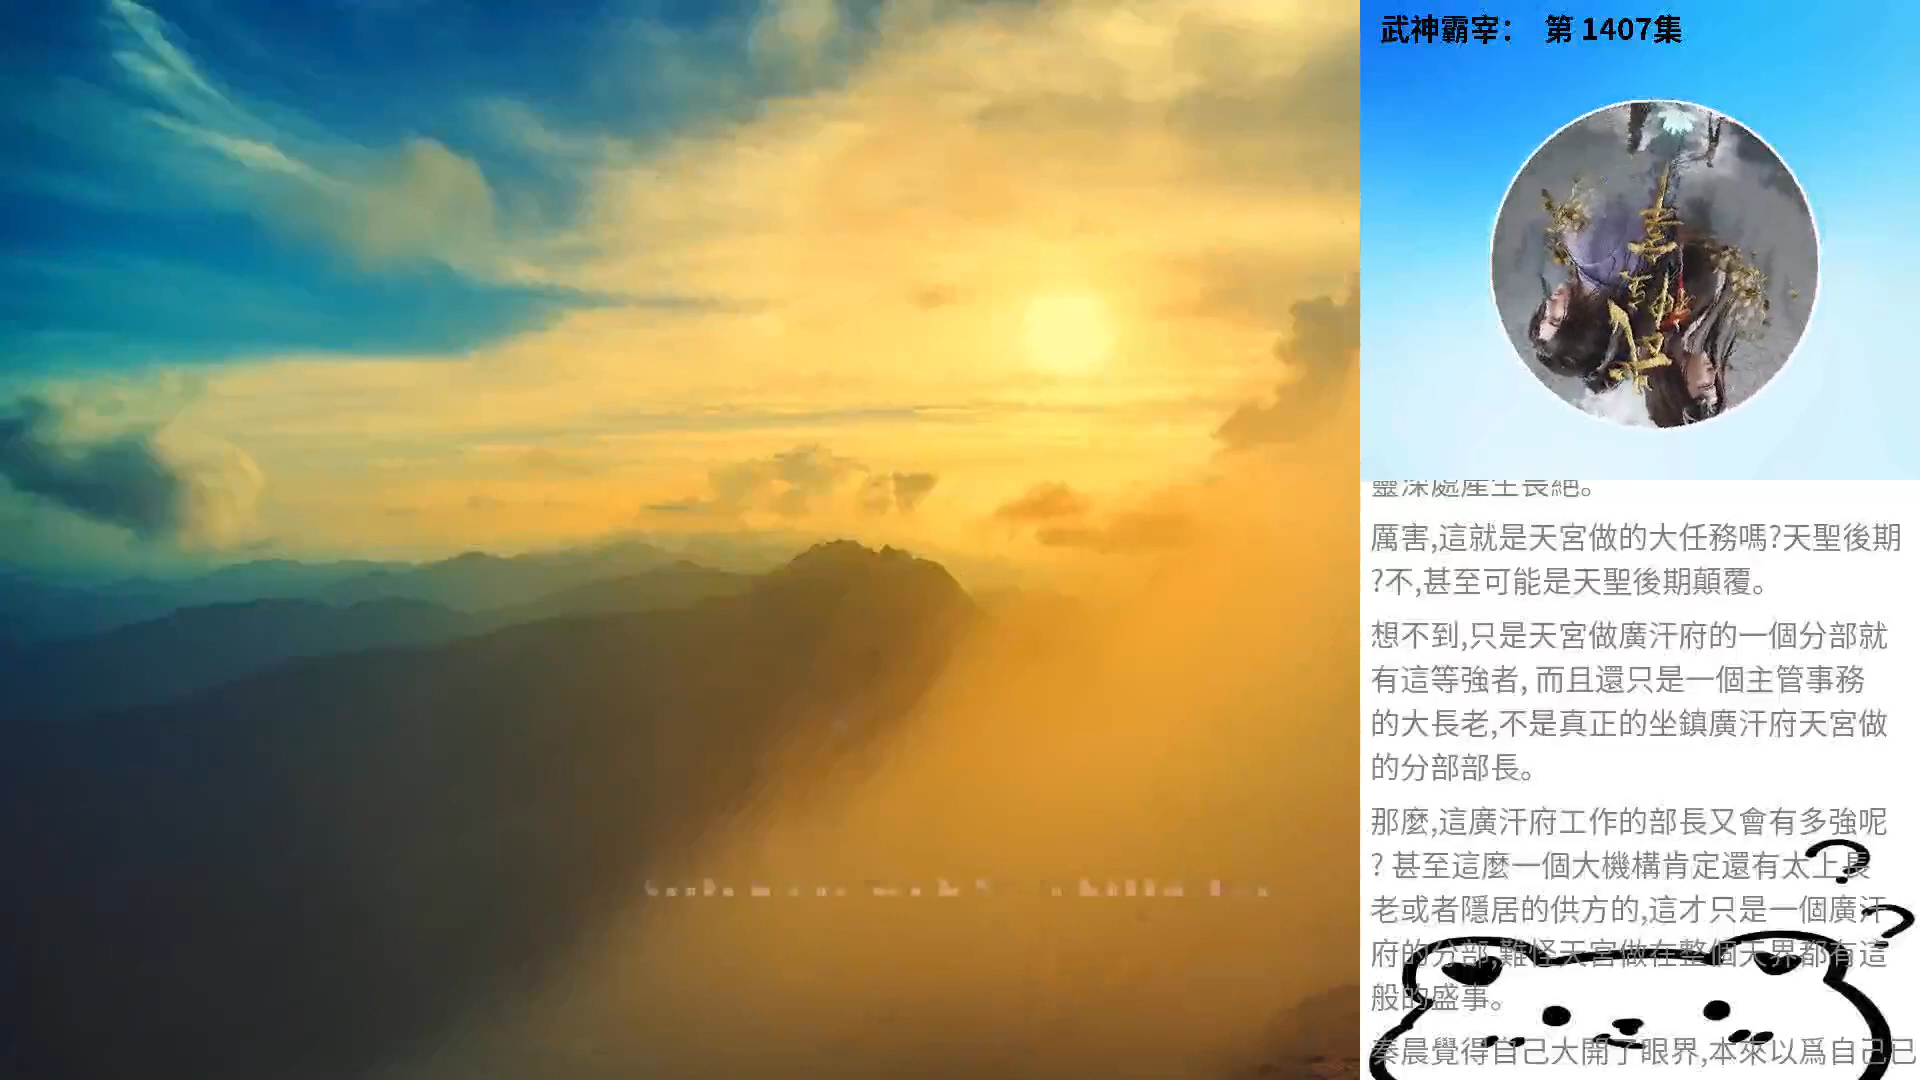 武神霸宰： 第 1407集
靈深處產生長絕。
厲害,這就是天宮做的大任務嗎?天聖後期
?不,甚至可能是天聖後期顛覆。
想不到,只是天宮做廣汗府的一個分部就
有這等強者, 而且還只是一個主管事務
的大長老,不是真正的坐鎮廣汗府天宮做
的分部部長。
那麼,這廣汗府工作的部長又會有多強呢
? 甚至這麼一個大機構肯定還有太上長
老或者隱居的供方的,這才只是一個廣汗
府的分部,難怪天宮做在整個天界都有這
般的盛事。
秦晨覺得自己大開了眼界,本來以爲自己已